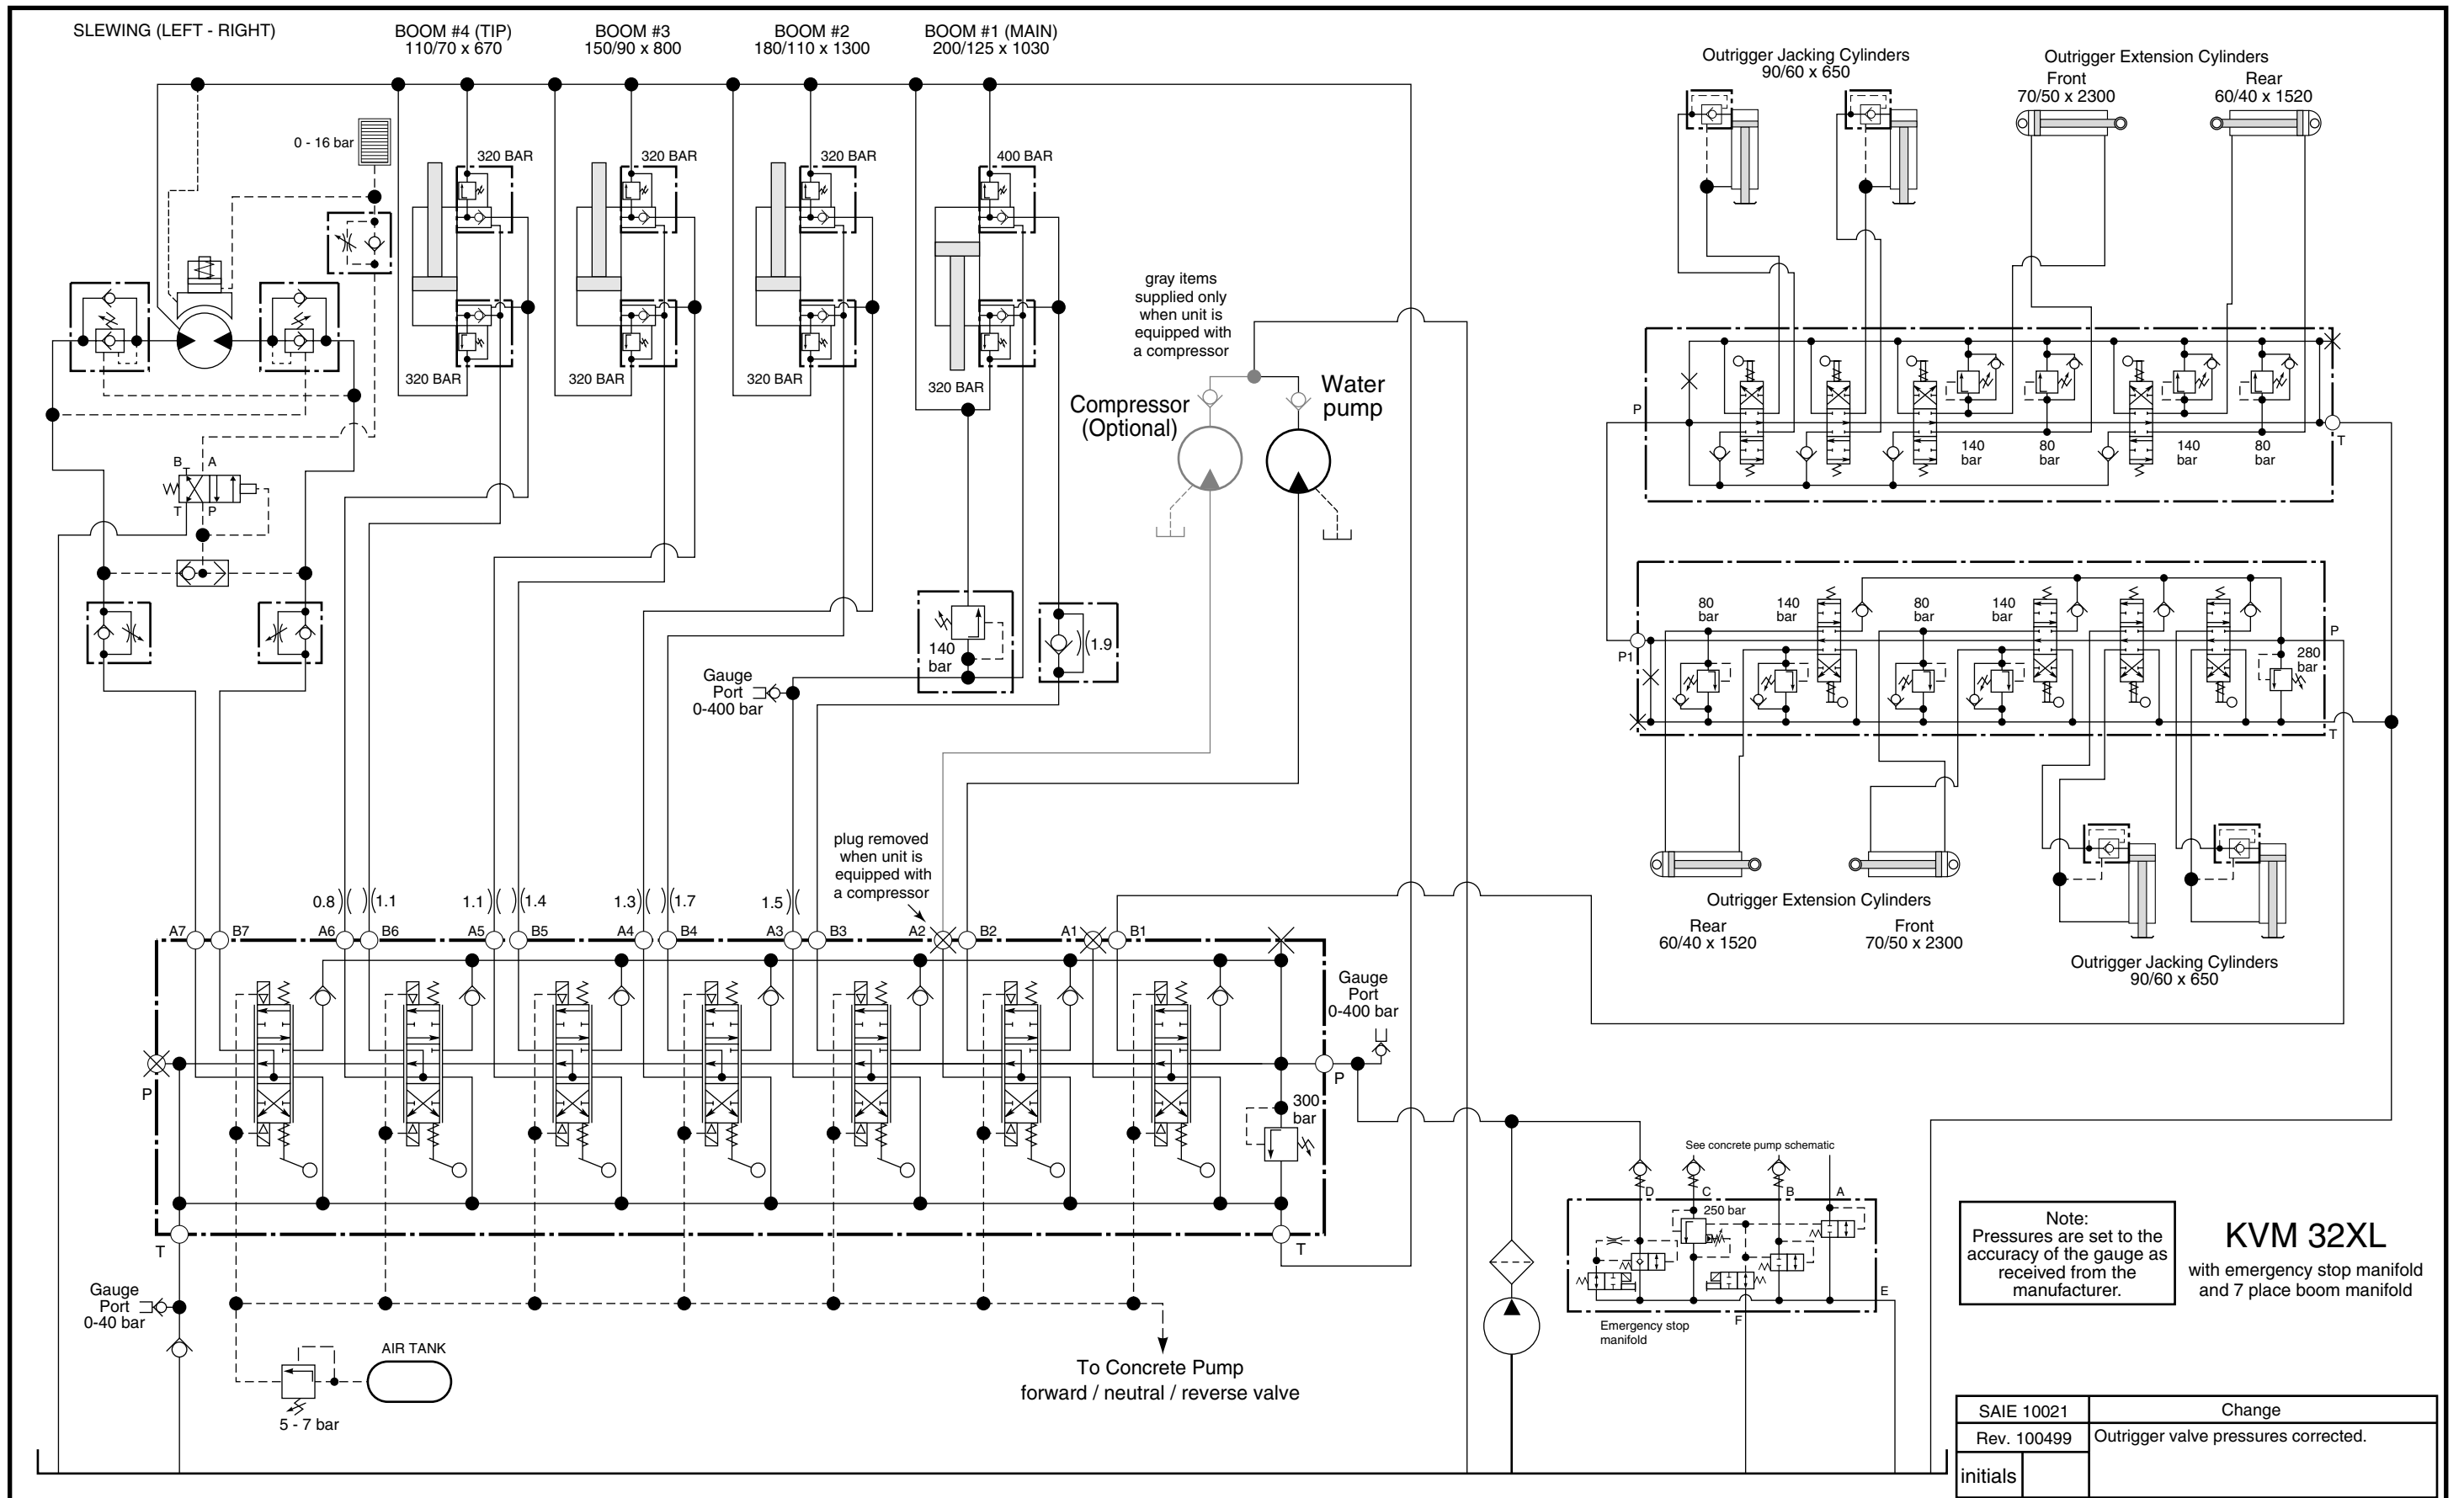 SLEWING (LEFT - RIGHT)
BOOM #4 (TIP)
110/70 x 670
BOOM #3
150/90 x 800
BOOM #2
180/110 x 1300
BOOM #1 (MAIN)
200/125 x 1030
Outrigger Jacking Cylinders
90/60 x 650
Outrigger Extension Cylinders
Front
70/50 x 2300
Rear
60/40 x 1520
0 - 16 bar
320 BAR
320 BAR
320 BAR
400 BAR
320 BAR
320 BAR
320 BAR
320 BAR
gray items
supplied only
when unit is
equipped with
a compressor
Compressor
(Optional)
Water
pump
P
140
bar
80
bar
140
bar
80
bar
T
B
A
T
P
80
bar
140
bar
80
bar
140
bar
P
P1
280
bar
T
140
bar
1.9
Gauge
Port
0-400 bar
plug removed
when unit is
equipped with
a compressor
0.8
1.1
1.1
1.4
1.3
1.7
1.5
A7
B7
A6
B6
A5
B5
A4
B4
A3
B3
A2
B2
A1
B1
Outrigger Extension Cylinders
Rear
60/40 x 1520
Front
70/50 x 2300
Outrigger Jacking Cylinders
90/60 x 650
Gauge
Port
0-400 bar
P
P
300
bar
T
T
See concrete pump schematic
D
C
B
A
250 bar
E
F
Emergency stop
manifold
Note:
Pressures are set to the
accuracy of the gauge as
received from the
manufacturer.
KVM 32XL
with emergency stop manifold
and 7 place boom manifold
Gauge
Port
0-40 bar
AIR TANK
5 - 7 bar
To Concrete Pump
forward / neutral / reverse valve
SAIE 10021
Change
Rev. 100499
Outrigger valve pressures corrected.
initials